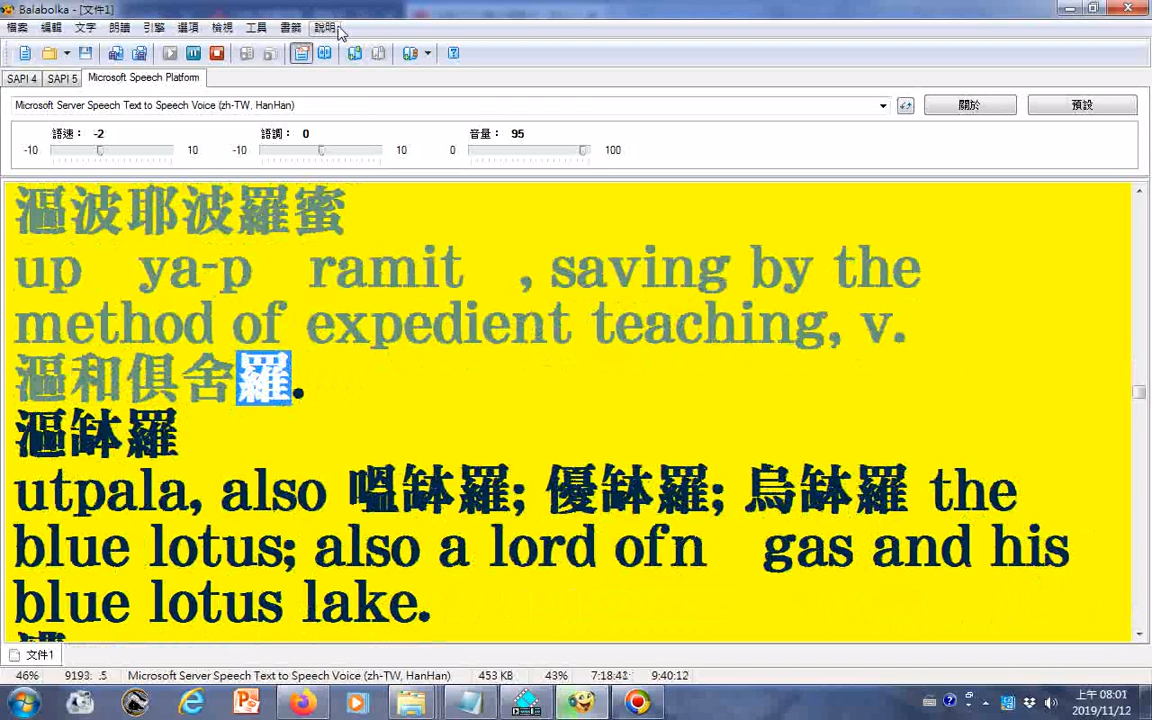 Balabolka - [文件1]
檔案 編輯 文字 朗讀 引擎 選項 檢視 工具 書籤 說明
SAPI 4 SAPI 5 Microsoft Speech Platform
Microsoft Server Speech Text to Speech Voice (zh-TW, HanHan) 關於 預設
語速： -2 語調： 0 音量： 95
-10 10 -10 10 0 100
漚波耶波羅蜜
up ya-p ramit , saving by the
method of expedient teaching, v.
漚和俱舍羅.
漚缽羅
utpala, also 嗢缽羅; 優缽羅; 烏缽羅 the
blue lotus; also a lord of n gas and his
blue lotus lake.
文件1
46% 9193: .5 Microsoft Server Speech Text to Speech Voice (zh-TW, HanHan) 453 KB 43% 7:18:41 9:40:12
上午 08:01
2019/11/12